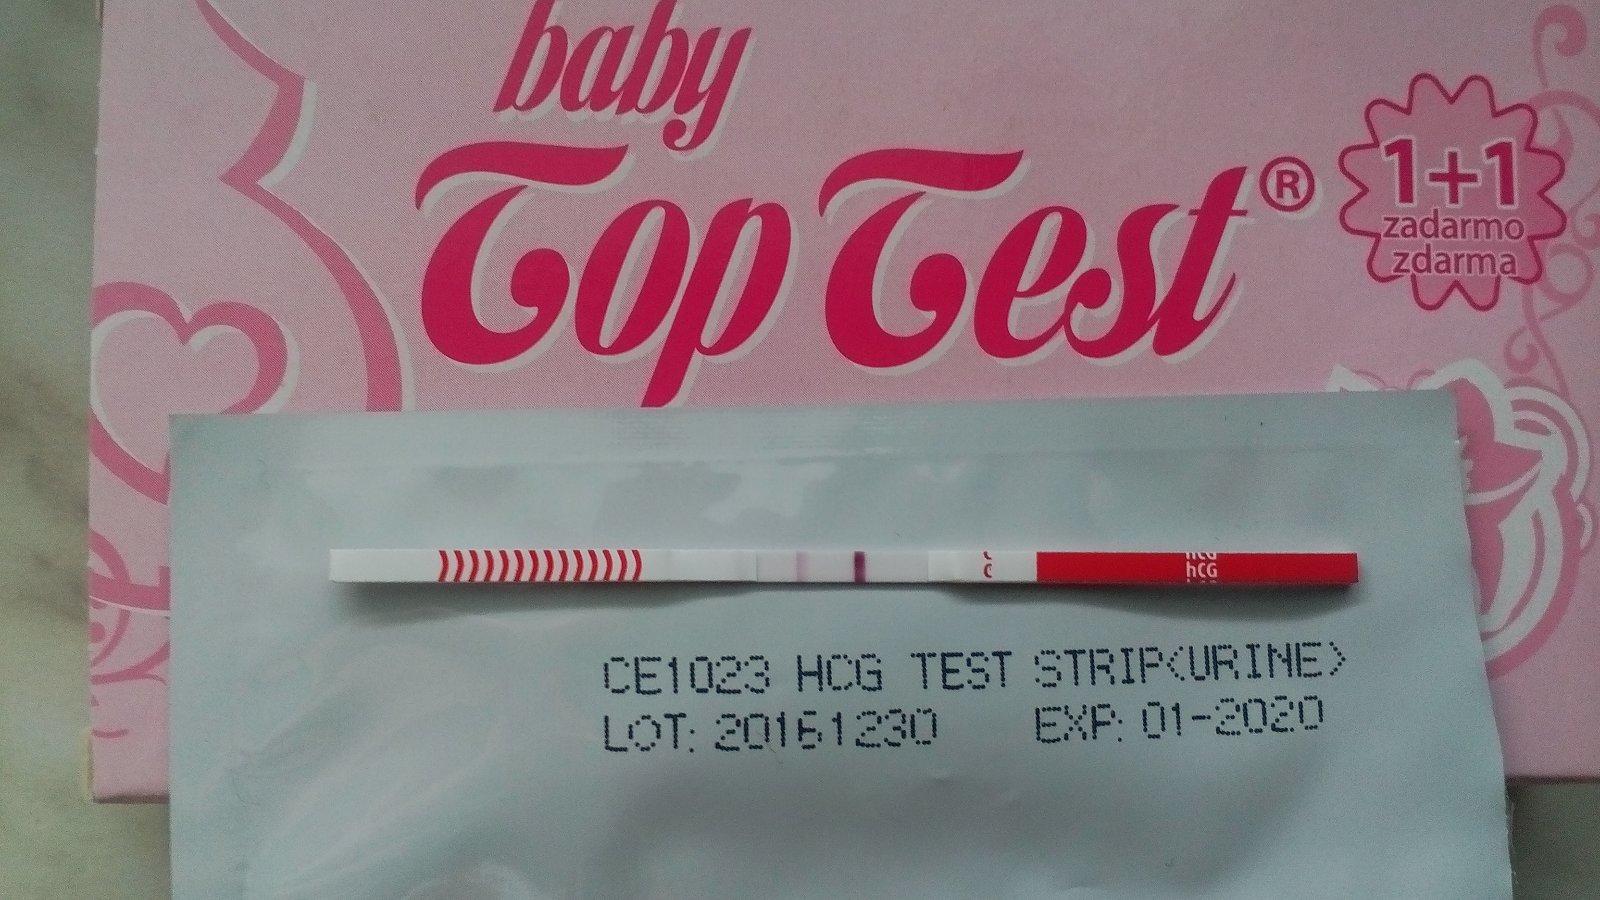 baby
Top Test®
1+1
zadarmo
zdarma
hCG
hCG
CE1023 HCG TEST STRIP<URINE>
LOT: 20161230 EXP: 01-2020